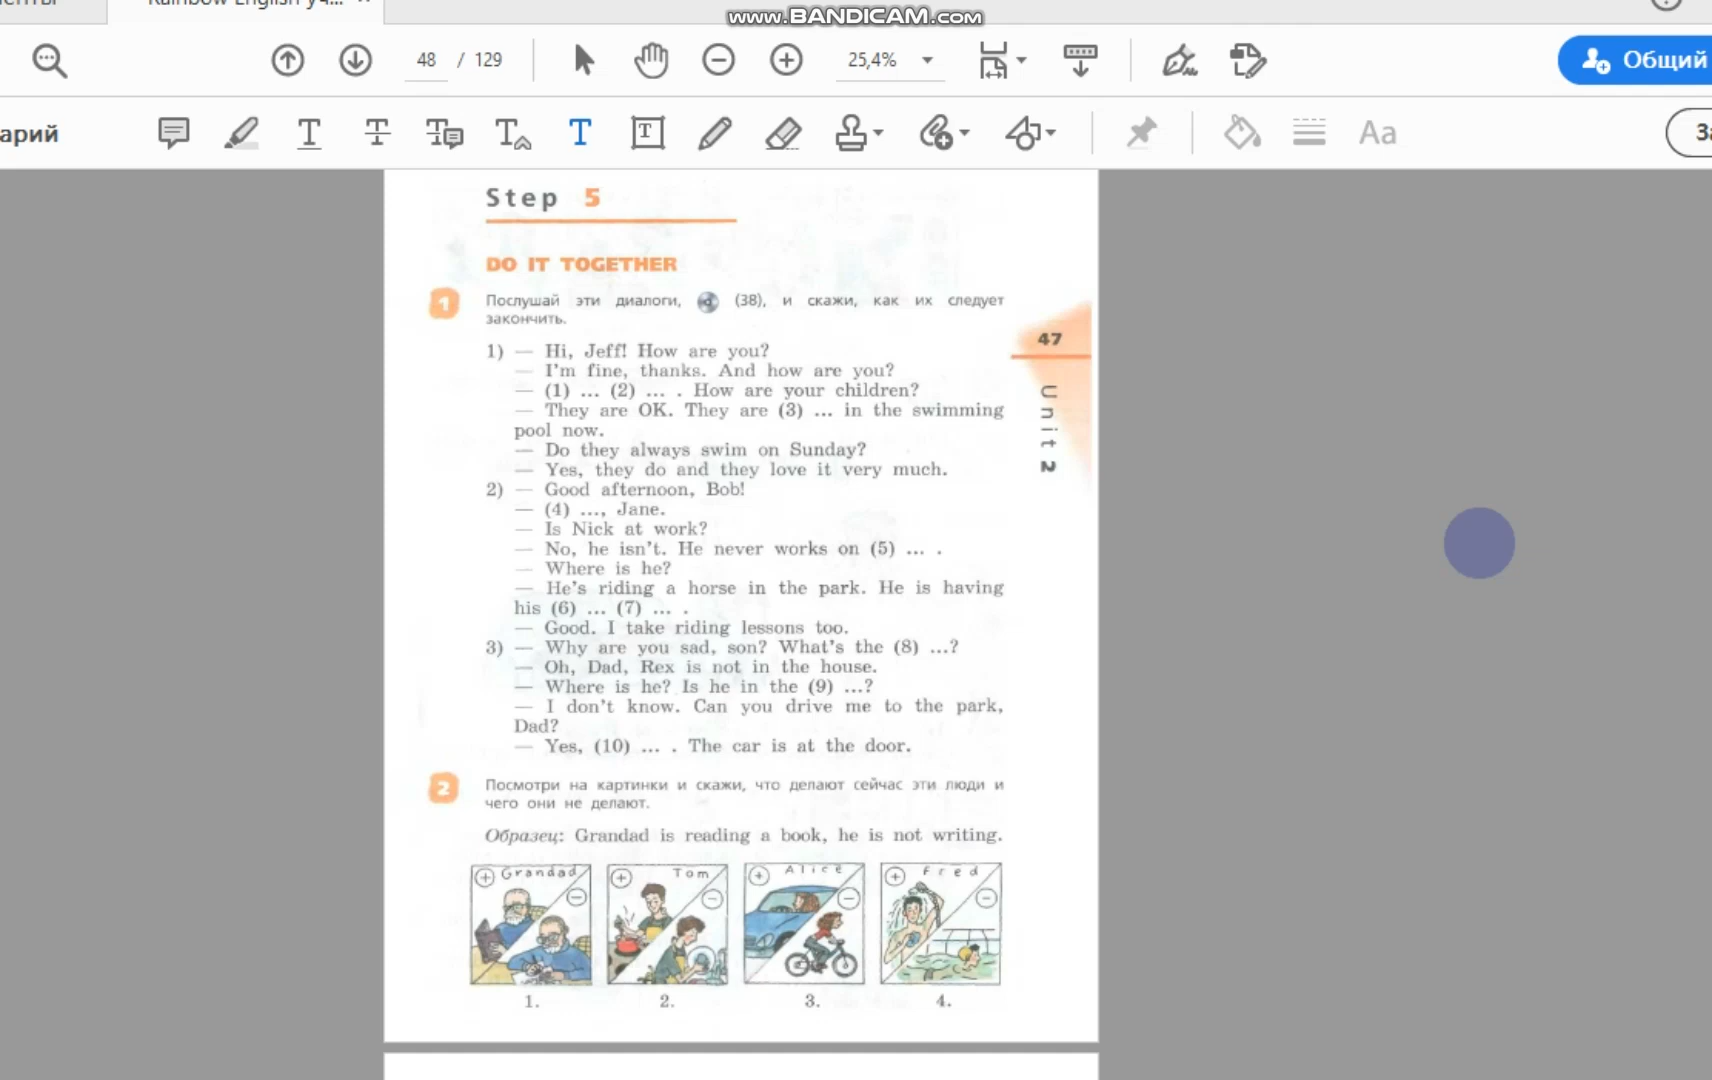 www.BANDICAM.com
48 / 129
25,4%
Общий
арий
Aa
Step 5
DO IT TOGETHER
1 Послушай эти диалоги, (38), и скажи, как их следует
закончить.
1) — Hi, Jeff! How are you?
— I'm fine, thanks. And how are you?
— (1) ... (2) ... . How are your children?
— They are OK. They are (3) ... in the swimming
pool now.
— Do they always swim on Sunday?
— Yes, they do and they love it very much.
2) — Good afternoon, Bob!
— (4) ..., Jane.
— Is Nick at work?
— No, he isn't. He never works on (5) ... .
— Where is he?
— He's riding a horse in the park. He is having
his (6) ... (7) ... .
— Good. I take riding lessons too.
3) — Why are you sad, son? What's the (8) ...?
— Oh, Dad, Rex is not in the house.
— Where is he? Is he in the (9) ...?
— I don't know. Can you drive me to the park,
Dad?
— Yes, (10) ... . The car is at the door.
47
Unit 2
2 Посмотри на картинки и скажи, что делают сейчас эти люди и
чего они не делают.
Образец: Grandad is reading a book, he is not writing.
Grandad Tom Alice Fred
1. 2. 3. 4.